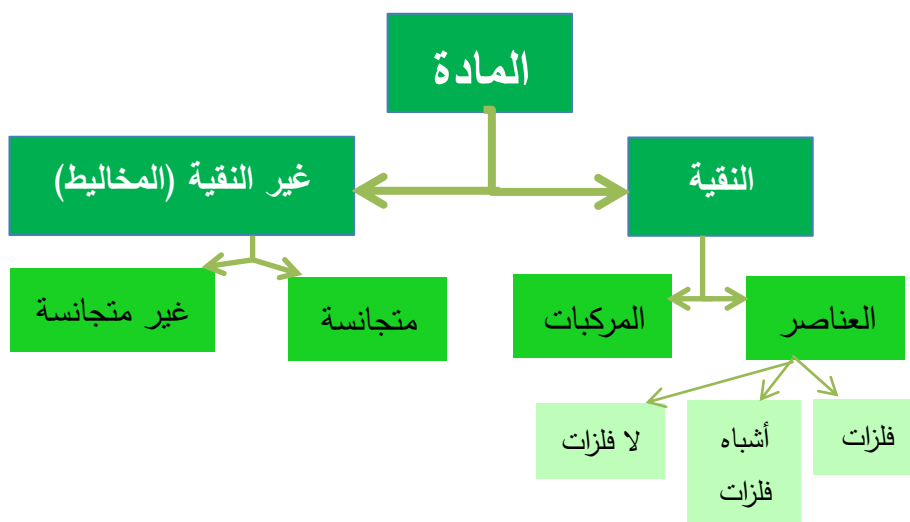 المادة
النقية
غير النقية (المخاليط)
العناصر
المركبات
متجانسة
غير متجانسة
فلزات
أشباه
فلزات
لا فلزات